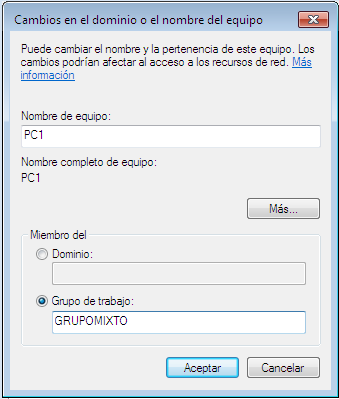 Cambios en el dominio o el nombre del equipo
Puede cambiar el nombre y la pertenencia de este equipo. Los
cambios podrían afectar al acceso a los recursos de red. Más
información
Nombre de equipo:
PC1
Nombre completo de equipo:
PC1
Más...
Miembro del
Dominio:
Grupo de trabajo:
GRUPOMIXTO
Aceptar
Cancelar